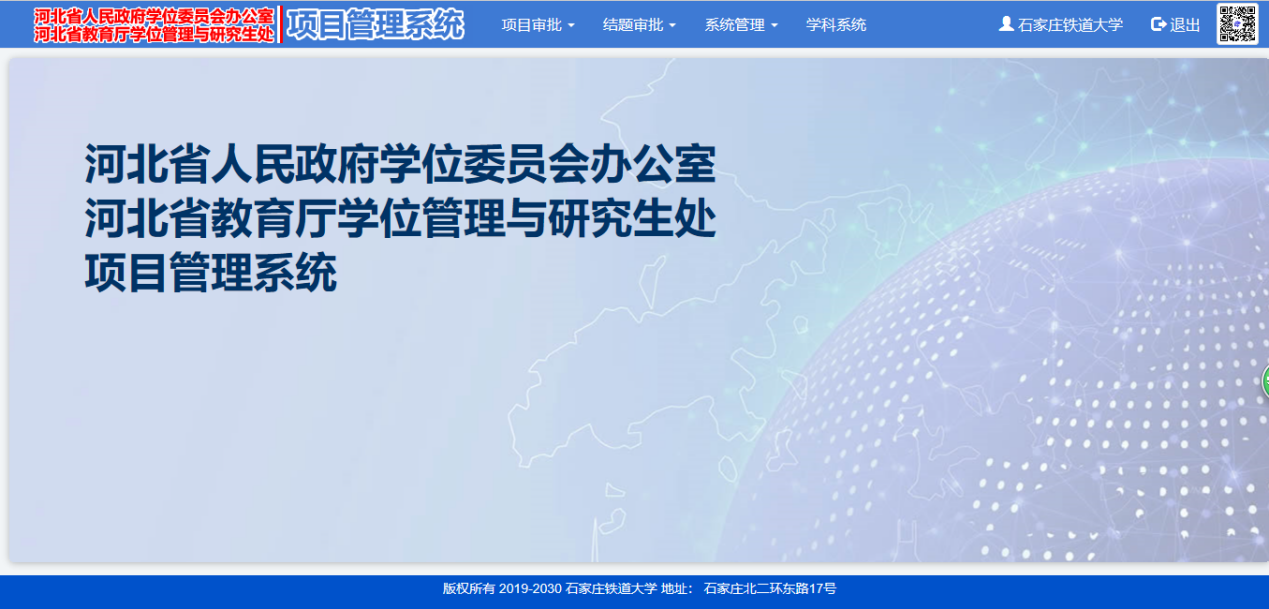 河北省人民政府学位委员会办公室
河北省教育厅学位管理与研究生处
项目管理系统
项目审批
结题审批
系统管理
学科系统
石家庄铁道大学
退出
河北省人民政府学位委员会办公室
河北省教育厅学位管理与研究生处
项目管理系统
版权所有 2019-2030 石家庄铁道大学 地址： 石家庄北二环东路17号